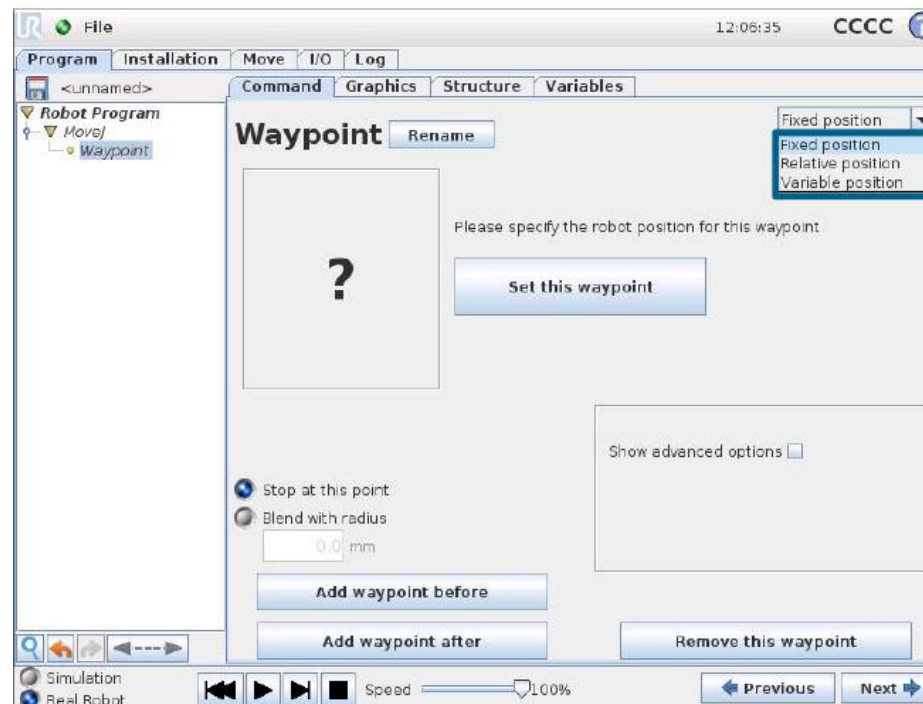 UR File 12:06:35 CCCC ?
Program Installation Move I/O Log
<unnamed> Command Graphics Structure Variables
Robot Program
MoveJ
Waypoint
Waypoint Rename
Fixed position
Fixed position
Relative position
Variable position
?
Please specify the robot position for this waypoint
Set this waypoint
Show advanced options
Stop at this point
Blend with radius
0.0 mm
Add waypoint before
Add waypoint after Remove this waypoint
Simulation
Real Robot
Speed 100%
Previous Next